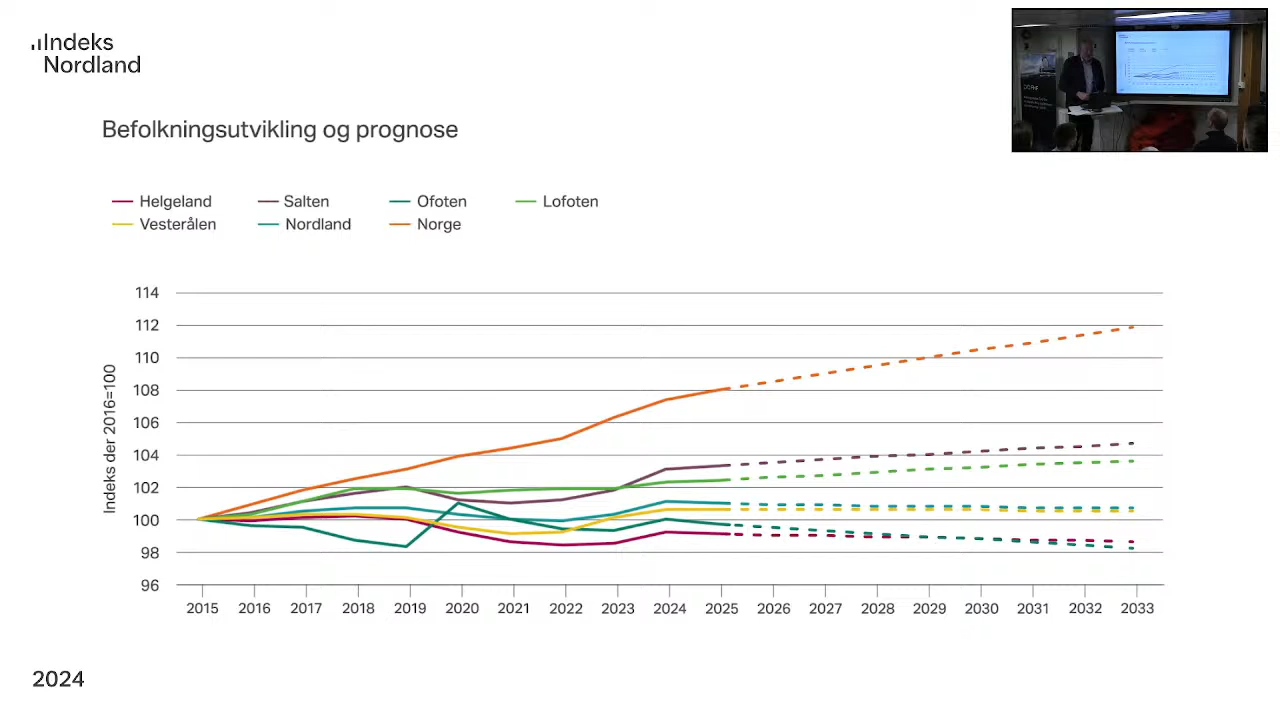 Indeks
Nordland
Befolkningsutvikling og prognose
Helgeland Salten Ofoten Lofoten
Vesterålen Nordland Norge
Indeks der 2016=100
114
112
110
108
106
104
102
100
98
96
2015 2016 2017 2018 2019 2020 2021 2022 2023 2024 2025 2026 2027 2028 2029 2030 2031 2032 2033
2024